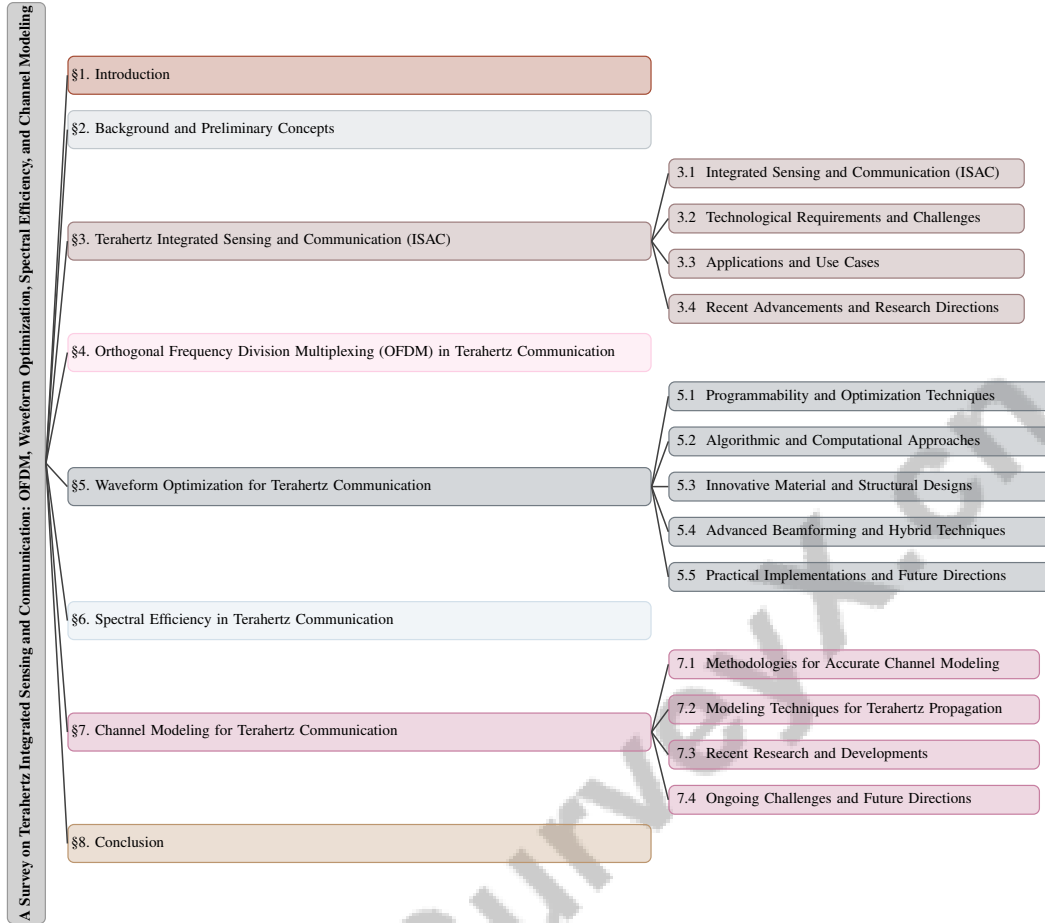 A Survey on Terahertz Integrated Sensing and Communication: OFDM, Waveform Optimization, Spectral Efficiency, and Channel Modeling
§1. Introduction
§2. Background and Preliminary Concepts
§3. Terahertz Integrated Sensing and Communication (ISAC)
3.1 Integrated Sensing and Communication (ISAC)
3.2 Technological Requirements and Challenges
3.3 Applications and Use Cases
3.4 Recent Advancements and Research Directions
§4. Orthogonal Frequency Division Multiplexing (OFDM) in Terahertz Communication
§5. Waveform Optimization for Terahertz Communication
5.1 Programmability and Optimization Techniques
5.2 Algorithmic and Computational Approaches
5.3 Innovative Material and Structural Designs
5.4 Advanced Beamforming and Hybrid Techniques
5.5 Practical Implementations and Future Directions
§6. Spectral Efficiency in Terahertz Communication
§7. Channel Modeling for Terahertz Communication
7.1 Methodologies for Accurate Channel Modeling
7.2 Modeling Techniques for Terahertz Propagation
7.3 Recent Research and Developments
7.4 Ongoing Challenges and Future Directions
§8. Conclusion
surveyx.cn